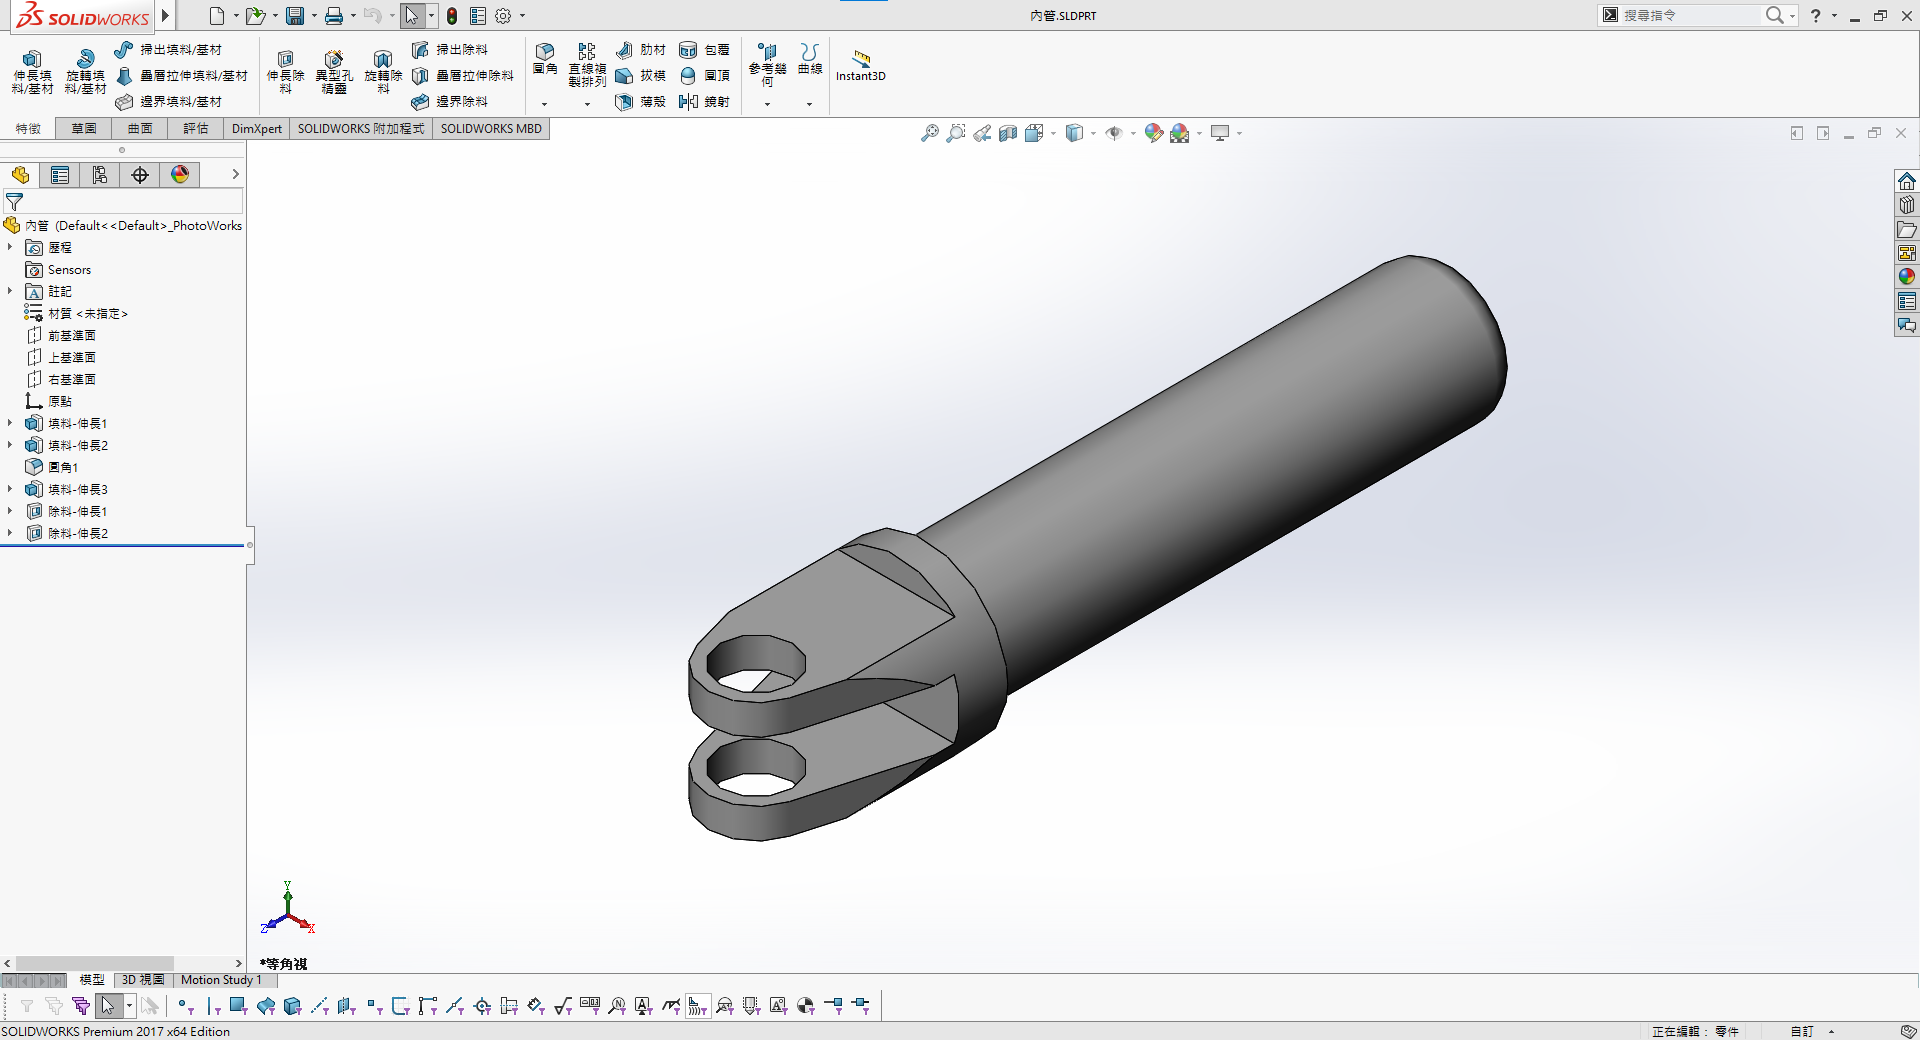 SOLIDWORKS
內管.SLDPRT
搜尋指令
伸長填料/基材
旋轉填料/基材
掃出填料/基材
疊層拉伸填料/基材
邊界填料/基材
伸長除料
異型孔精靈
旋轉除料
掃出除料
疊層拉伸除料
邊界除料
圓角
直線複製排列
肋材
拔模
薄殼
包覆
圓頂
鏡射
參考幾何
曲線
Instant3D
特徵
草圖
曲面
評估
DimXpert
SOLIDWORKS 附加程式
SOLIDWORKS MBD
內管 (Default<<Default>_PhotoWorks
歷程
Sensors
註記
材質 <未指定>
前基準面
上基準面
右基準面
原點
填料-伸長1
填料-伸長2
圓角1
填料-伸長3
除料-伸長1
除料-伸長2
Y
Z
X
*等角視
模型
3D 視圖
Motion Study 1
SOLIDWORKS Premium 2017 x64 Edition
正在編輯： 零件
自訂